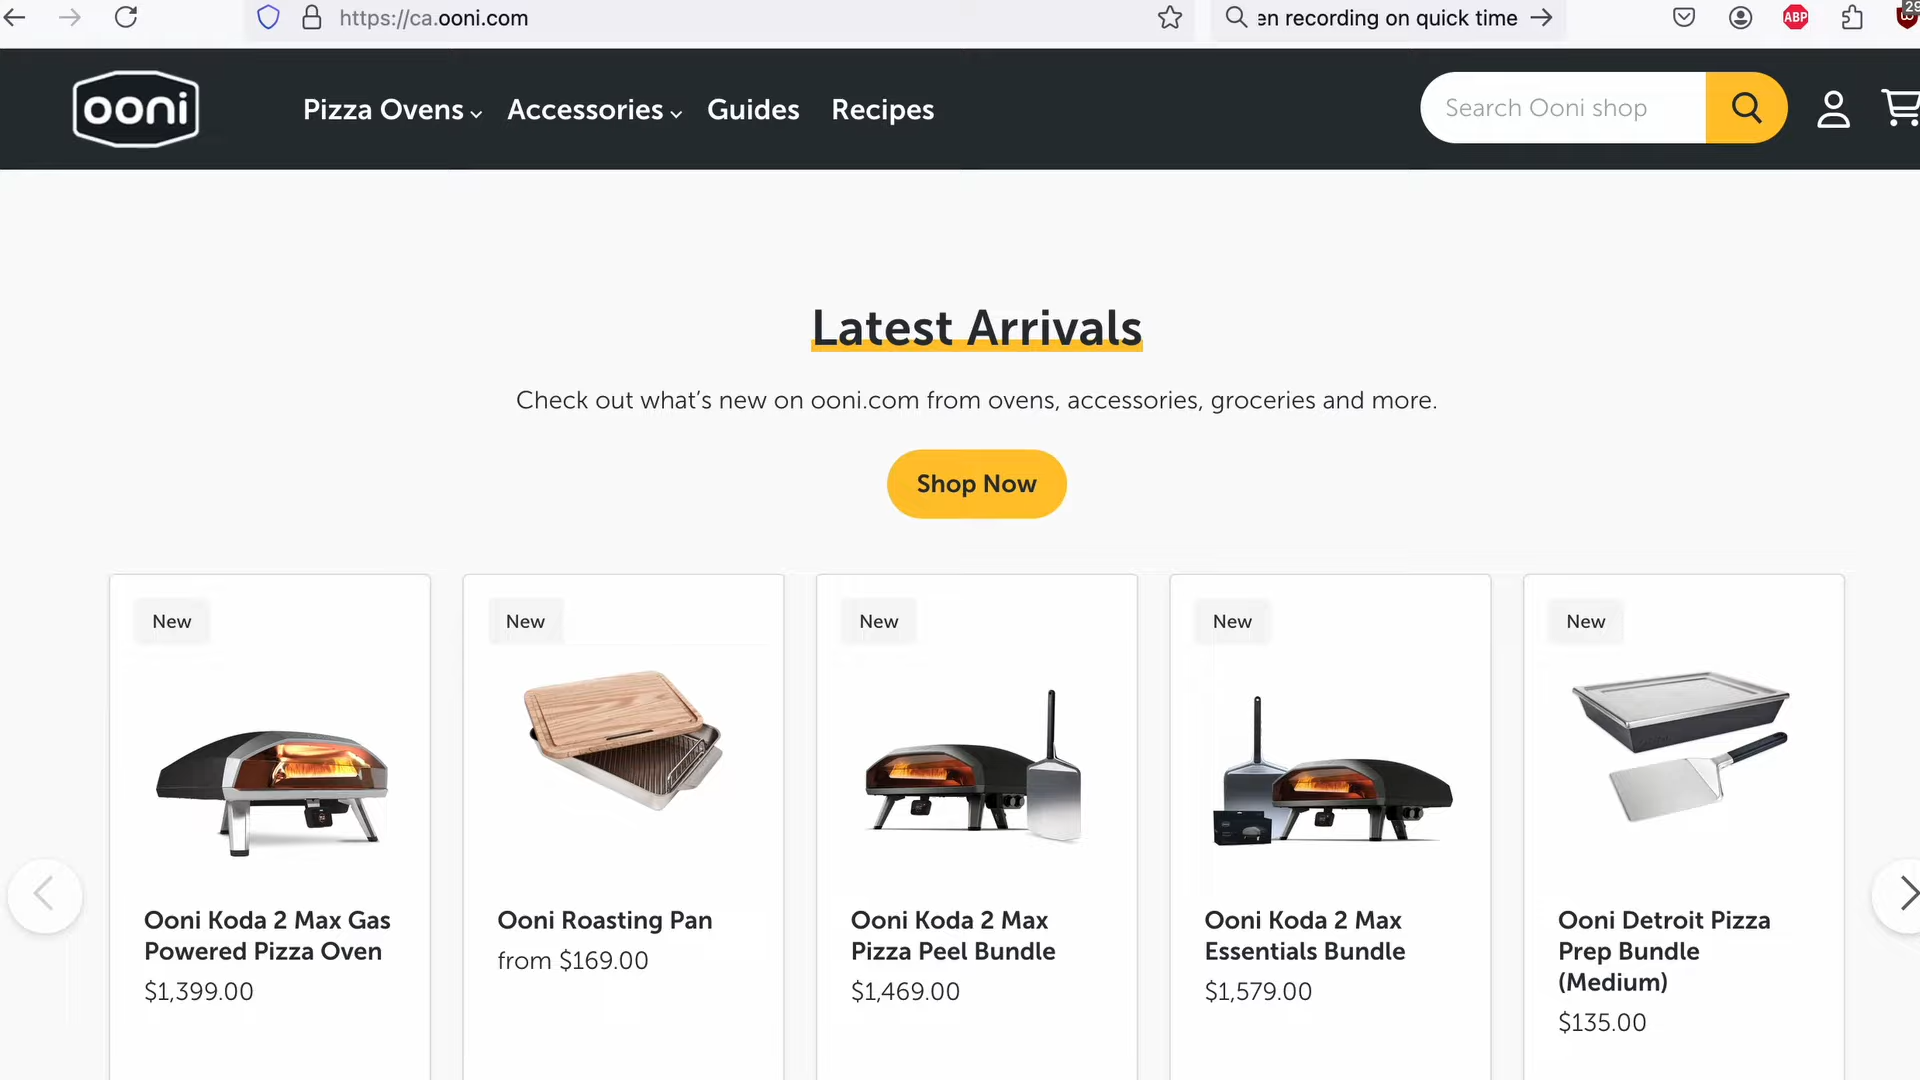 https://ca.ooni.com
en recording on quick time
ABP
29
ooni
Pizza Ovens
Accessories
Guides
Recipes
Search Ooni shop
Latest Arrivals
Check out what’s new on ooni.com from ovens, accessories, groceries and more.
Shop Now
New
New
New
New
New
Ooni Koda 2 Max Gas
Powered Pizza Oven
$1,399.00
Ooni Roasting Pan
from $169.00
Ooni Koda 2 Max
Pizza Peel Bundle
$1,469.00
Ooni Koda 2 Max
Essentials Bundle
$1,579.00
Ooni Detroit Pizza
Prep Bundle
(Medium)
$135.00